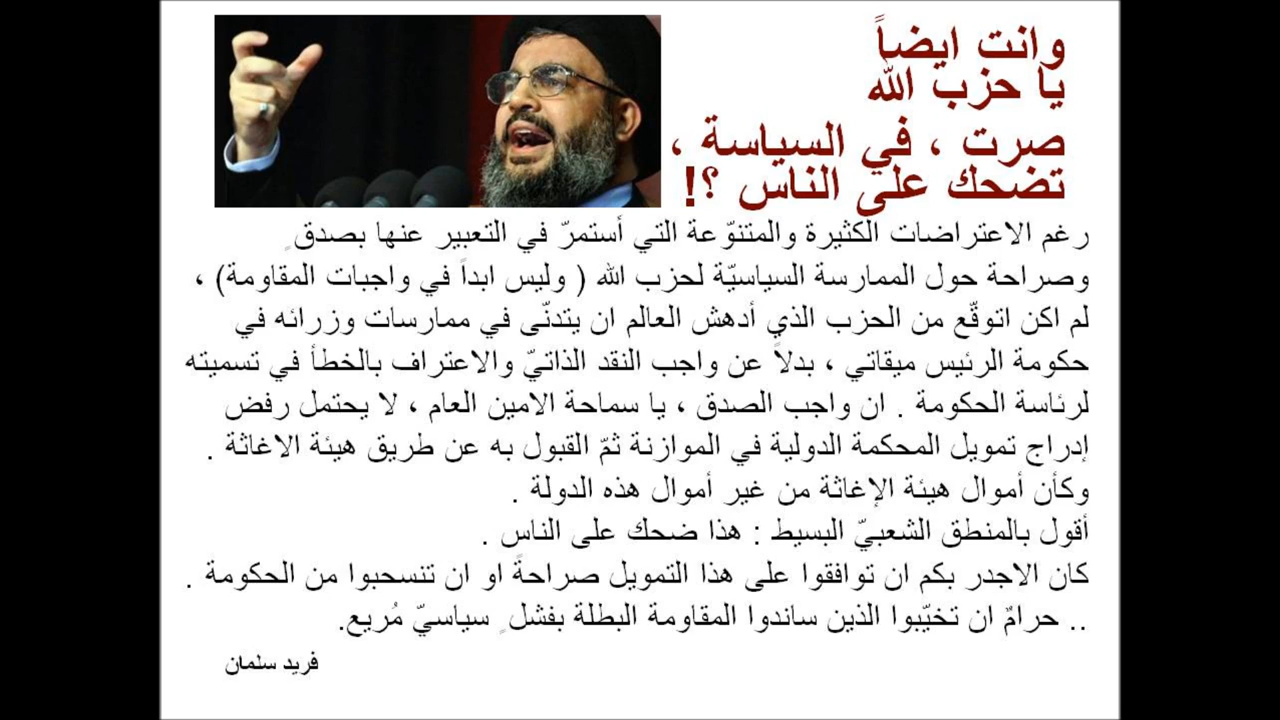 وانت ايضاً
يا حزب الله
صرت ، في السياسة ،
تضحك على الناس ؟!
رغم الاعتراضات الكثيرة والمتنوّعة التي أستمرّ في التعبير عنها بصدق ٍ
وصراحة حول الممارسة السياسيّة لحزب الله ( وليس ابداً في واجبات المقاومة) ،
لم اكن اتوقّع من الحزب الذي أدهش العالم ان يتدنّى في ممارسات وزرائه في
حكومة الرئيس ميقاتي ، بدلاً عن واجب النقد الذاتيّ والاعتراف بالخطأ في تسميته
لرئاسة الحكومة . ان واجب الصدق ، يا سماحة الامين العام ، لا يحتمل رفض
إدراج تمويل المحكمة الدولية في الموازنة ثمّ القبول به عن طريق هيئة الاغاثة .
وكأن أموال هيئة الإغاثة من غير أموال هذه الدولة .
أقول بالمنطق الشعبيّ البسيط : هذا ضحك على الناس .
كان الاجدر بكم ان توافقوا على هذا التمويل صراحةً او ان تنسحبوا من الحكومة .
.. حرامٌ ان تخيّبوا الذين ساندوا المقاومة البطلة بفشل ٍ سياسيّ مُريع.
فريد سلمان